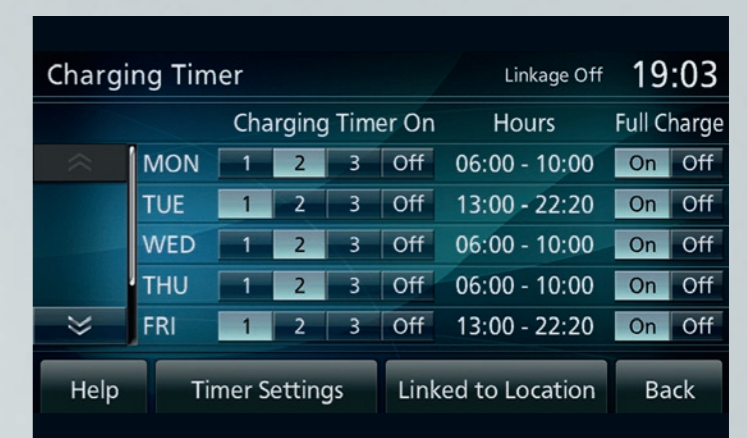 Charging Timer Linkage Off 19:03
Charging Timer On Hours Full Charge
MON 1 2 3 Off 06:00 - 10:00 On Off
TUE 1 2 3 Off 13:00 - 22:20 On Off
WED 1 2 3 Off 06:00 - 10:00 On Off
THU 1 2 3 Off 06:00 - 10:00 On Off
FRI 1 2 3 Off 13:00 - 22:20 On Off
Help Timer Settings Linked to Location Back